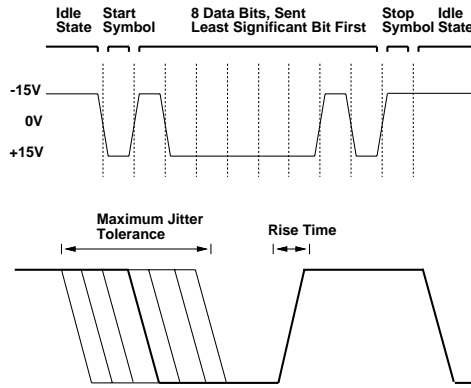 Idle State
Start Symbol
8 Data Bits, Sent Least Significant Bit First
Stop Symbol
Idle State
-15V
0V
+15V
Maximum Jitter Tolerance
Rise Time